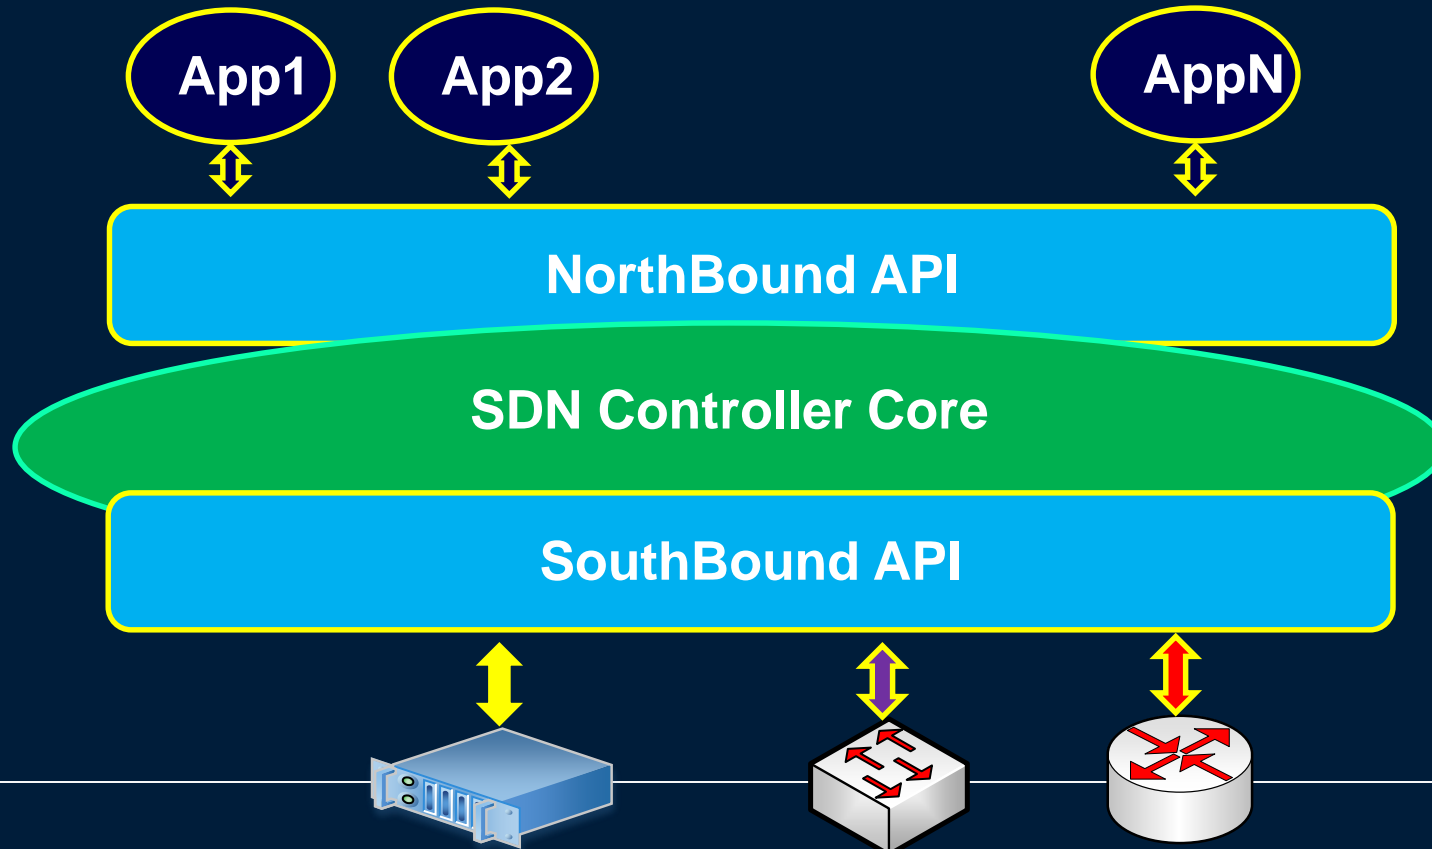 App1
App2
AppN
NorthBound API
SDN Controller Core
SouthBound API